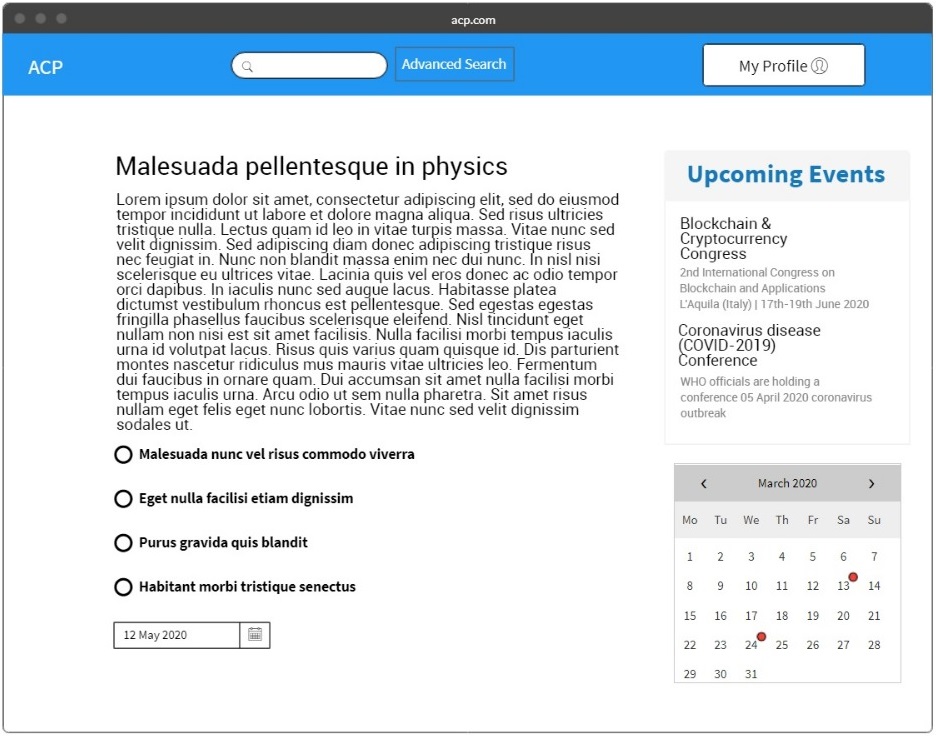 acp.com
ACP
Advanced Search
My Profile
Malesuada pellentesque in physics
Lorem ipsum dolor sit amet, consectetur adipiscing elit, sed do eiusmod
tempor incididunt ut labore et dolore magna aliqua. Sed risus ultricies
tristique nulla. Lectus quam id leo in vitae turpis massa. Vitae nunc sed
velit dignissim. Sed adipiscing diam donec adipiscing tristique risus
nec feugiat in. Nunc non blandit massa enim nec dui nunc. In nisl nisi
scelerisque eu ultrices vitae. Lacinia quis vel eros donec ac odio tempor
orci dapibus. In iaculis nunc sed augue lacus. Habitasse platea
dictumst vestibulum rhoncus est pellentesque. Sed egestas egestas
fringilla phasellus faucibus scelerisque eleifend. Nisl tincidunt eget
nullam non nisi est sit amet facilisis. Nulla facilisi morbi tempus iaculis
urna id volutpat lacus. Risus quis varius quam quisque id. Dis parturient
montes nascetur ridiculus mus mauris vitae ultricies leo. Fermentum
dui faucibus in ornare quam. Dui accumsan sit amet nulla facilisi morbi
tempus iaculis urna. Arcu odio ut sem nulla pharetra. Sit amet risus
nullam eget felis eget nunc lobortis. Vitae nunc sed velit dignissim
sodales ut.
Malesuada nunc vel risus commodo viverra
Eget nulla facilisi etiam dignissim
Purus gravida quis blandit
Habitant morbi tristique senectus
12 May 2020
Upcoming Events
Blockchain &
Cryptocurrency
Congress
2nd International Congress on
Blockchain and Applications
L'Aquila (Italy) | 17th-19th June 2020
Coronavirus disease
(COVID-2019)
Conference
WHO officials are holding a
conference 05 April 2020 coronavirus
outbreak
March 2020
Mo Tu We Th Fr Sa Su
1 2 3 4 5 6 7
8 9 10 11 12 13 14
15 16 17 18 19 20 21
22 23 24 25 26 27 28
29 30 31